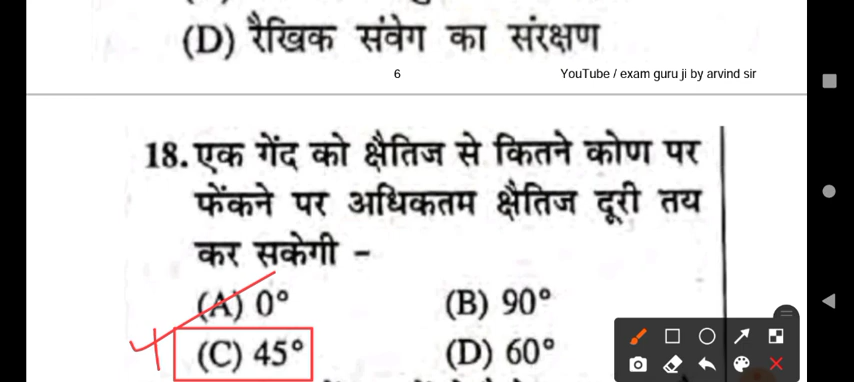 (D) रैखिक संवेग का संरक्षण
6 YouTube / exam guru ji by arvind sir
18. एक गेंद को क्षैतिज से कितने कोण पर
फेंकने पर अधिकतम क्षैतिज दूरी तय
कर सकेगी –
(A) 0° (B) 90°
(C) 45° (D) 60°